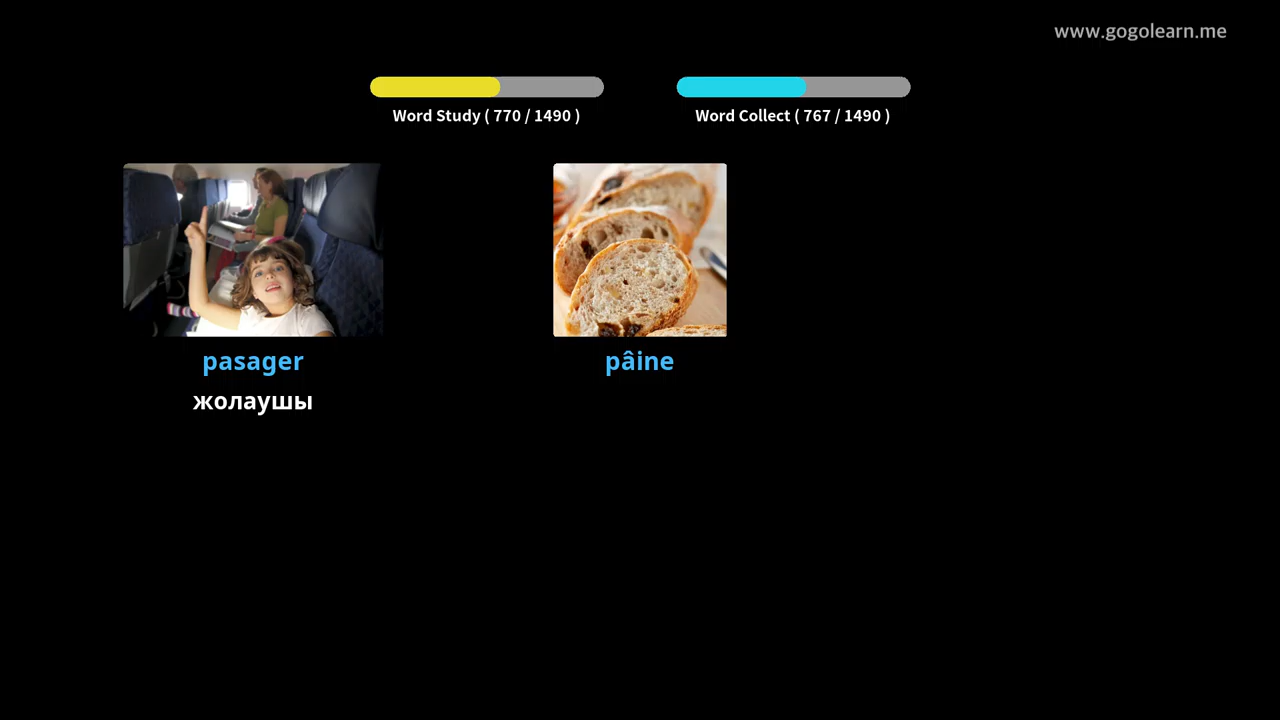 www.gogolearn.me
Word Study ( 770 / 1490 )
Word Collect ( 767 / 1490 )
pasager
pâine
жолаушы